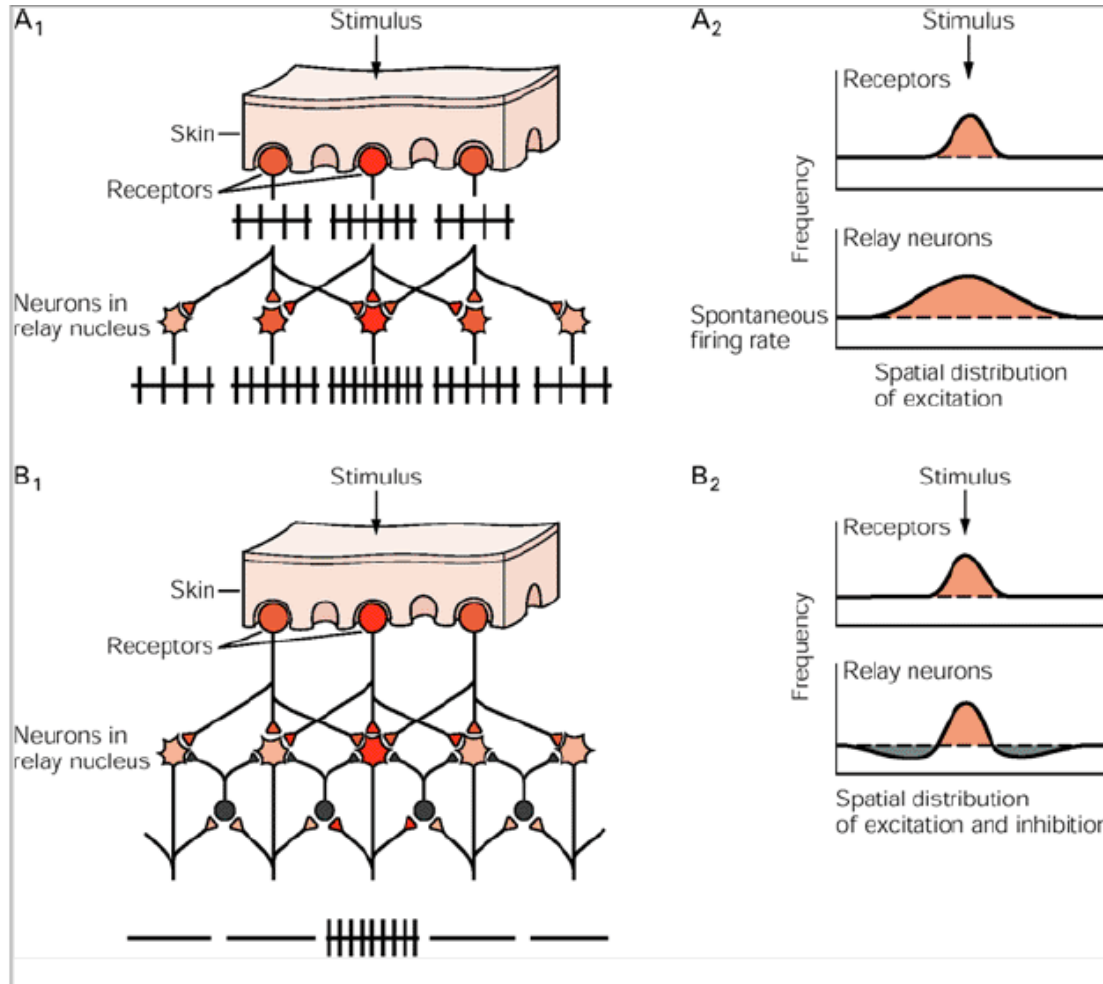 A1
Stimulus
Skin
Receptors
Neurons in
relay nucleus
A2
Stimulus
Receptors
Frequency
Relay neurons
Spontaneous
firing rate
Spatial distribution
of excitation
B1
Stimulus
Skin
Receptors
Neurons in
relay nucleus
B2
Stimulus
Receptors
Frequency
Relay neurons
Spatial distribution
of excitation and inhibition